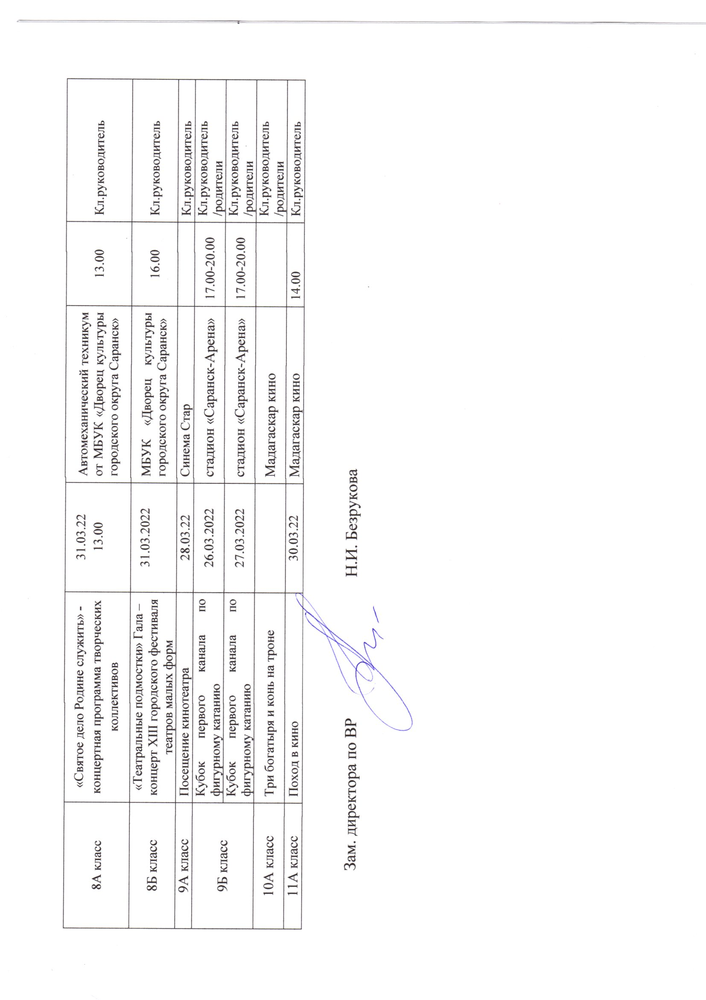 8А класс
«Святое дело Родине служить» -
концертная программа творческих
коллективов
31.03.22
13.00
Автомеханический техникум
от МБУК «Дворец культуры
городского округа Саранск»
13.00
Кл.руководитель
8Б класс
«Театральные подмостки» Гала –
концерт XIII городского фестиваля
театров малых форм
31.03.2022
МБУК «Дворец культуры
городского округа Саранск»
16.00
Кл.руководитель
9А класс
Посещение кинотеатра
28.03.22
Синема Стар
Кл.руководитель
9Б класс
Кубок первого канала по
фигурному катанию
26.03.2022
стадион «Саранск-Арена»
17.00-20.00
Кл.руководитель
/родители
Кубок первого канала по
фигурному катанию
27.03.2022
стадион «Саранск-Арена»
17.00-20.00
Кл.руководитель
/родители
10А класс
Три богатыря и конь на троне
Мадагаскар кино
Кл.руководитель
/родители
11А класс
Поход в кино
30.03.22
Мадагаскар кино
14.00
Кл.руководитель
Зам. директора по ВР
Н.И. Безрукова